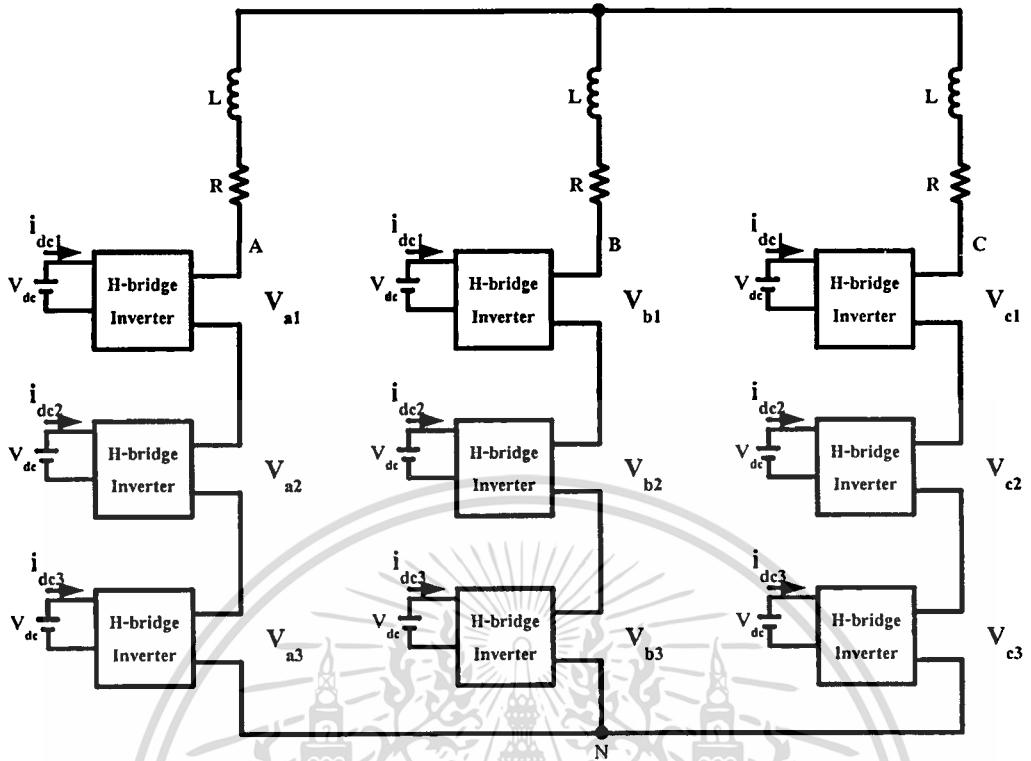 L
L
L
R
R
R
A
B
C
i dc1
i dc1
i dc1
V dc
H-bridge Inverter
V a1
V dc
H-bridge Inverter
V b1
V dc
H-bridge Inverter
V c1
i dc2
i dc2
i dc2
V dc
H-bridge Inverter
V a2
V dc
H-bridge Inverter
V b2
V dc
H-bridge Inverter
V c2
i dc3
i dc3
i dc3
V dc
H-bridge Inverter
V a3
V dc
H-bridge Inverter
V b3
V dc
H-bridge Inverter
V c3
N